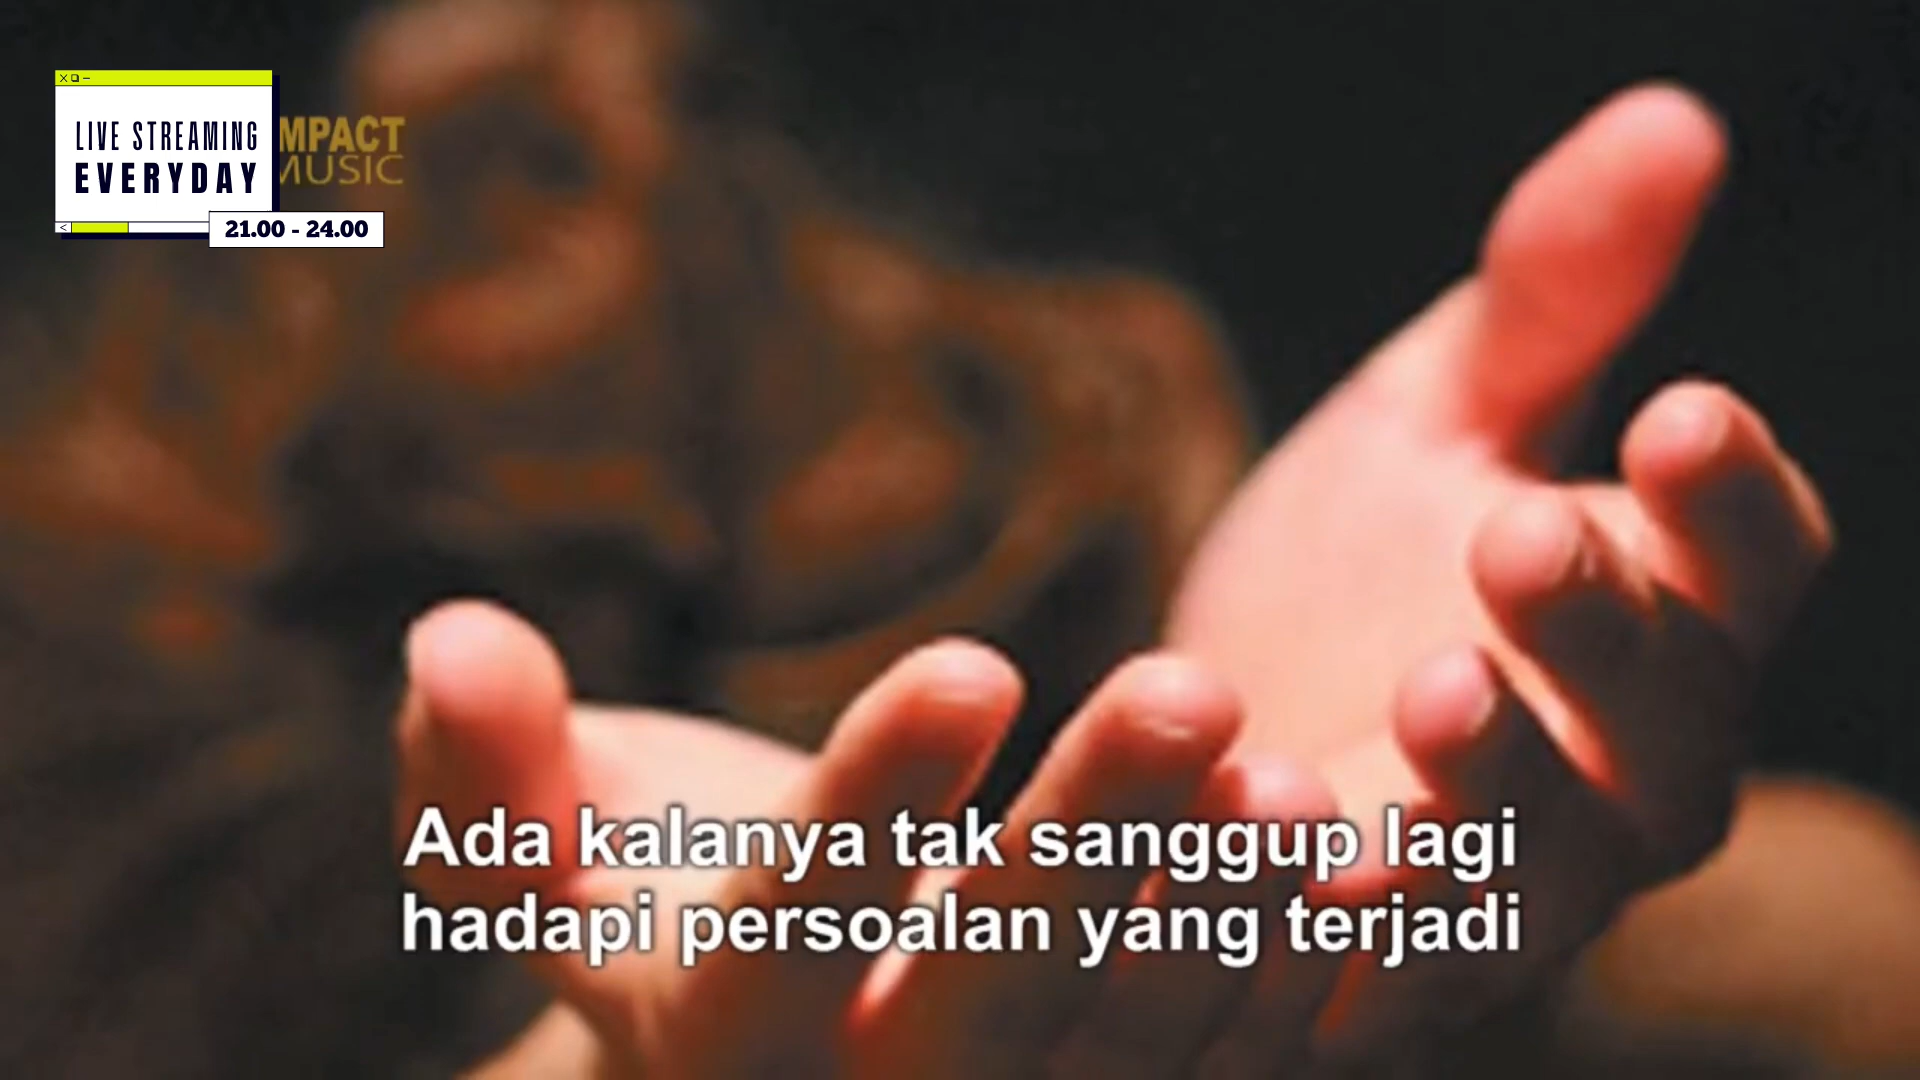 LIVE STREAMING
EVERYDAY
MPACT
MUSIC
21.00 - 24.00
Ada kalanya tak sanggup lagi
hadapi persoalan yang terjadi